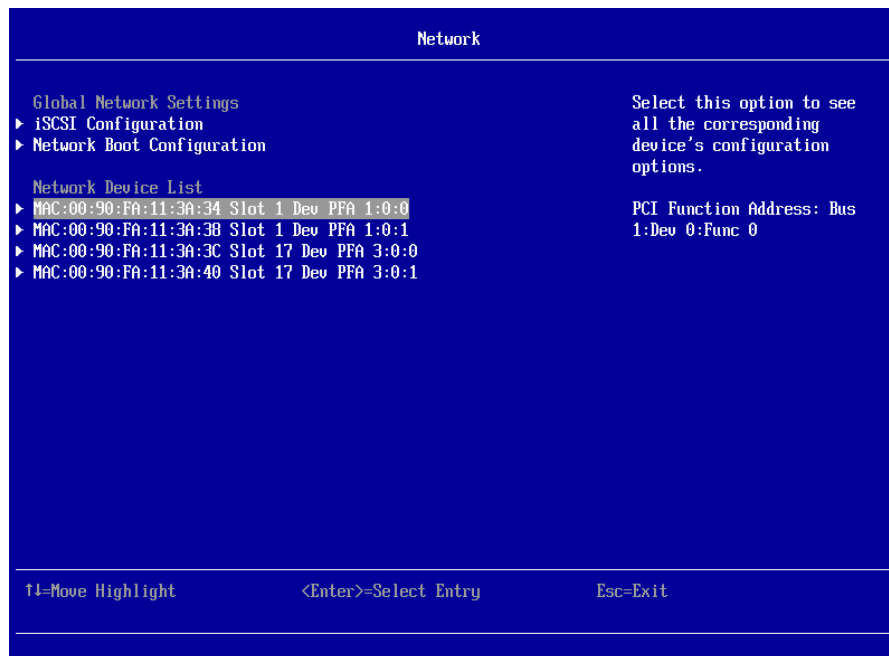 Network
Global Network Settings
iSCSI Configuration
Network Boot Configuration
Network Device List
MAC:00:90:FA:11:3A:34 Slot 1 Dev PFA 1:0:0
MAC:00:90:FA:11:3A:38 Slot 1 Dev PFA 1:0:1
MAC:00:90:FA:11:3A:3C Slot 17 Dev PFA 3:0:0
MAC:00:90:FA:11:3A:40 Slot 17 Dev PFA 3:0:1
Select this option to see
all the corresponding
device's configuration
options.
PCI Function Address: Bus
1:Dev 0:Func 0
↑↓=Move Highlight <Enter>=Select Entry Esc=Exit